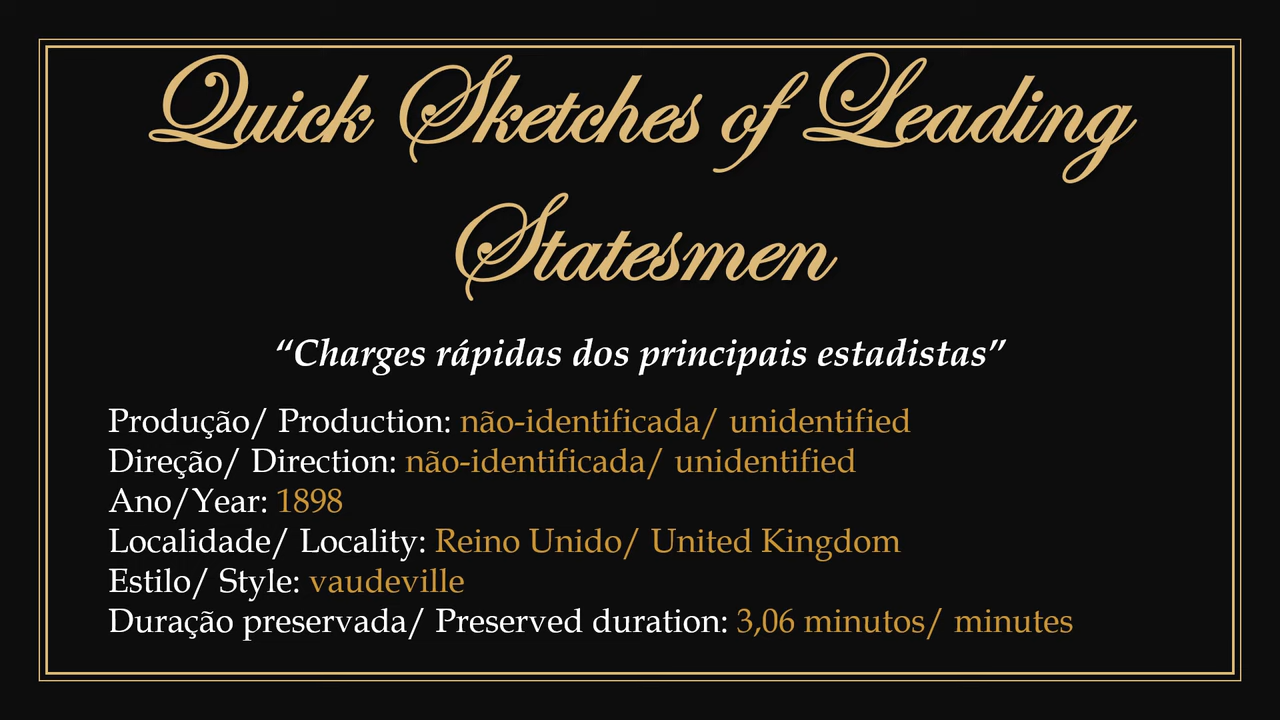 Quick Sketches of Leading
Statesmen
“Charges rápidas dos principais estadistas”
Produção/ Production: não-identificada/ unidentified
Direção/ Direction: não-identificada/ unidentified
Ano/Year: 1898
Localidade/ Locality: Reino Unido/ United Kingdom
Estilo/ Style: vaudeville
Duração preservada/ Preserved duration: 3,06 minutos/ minutes